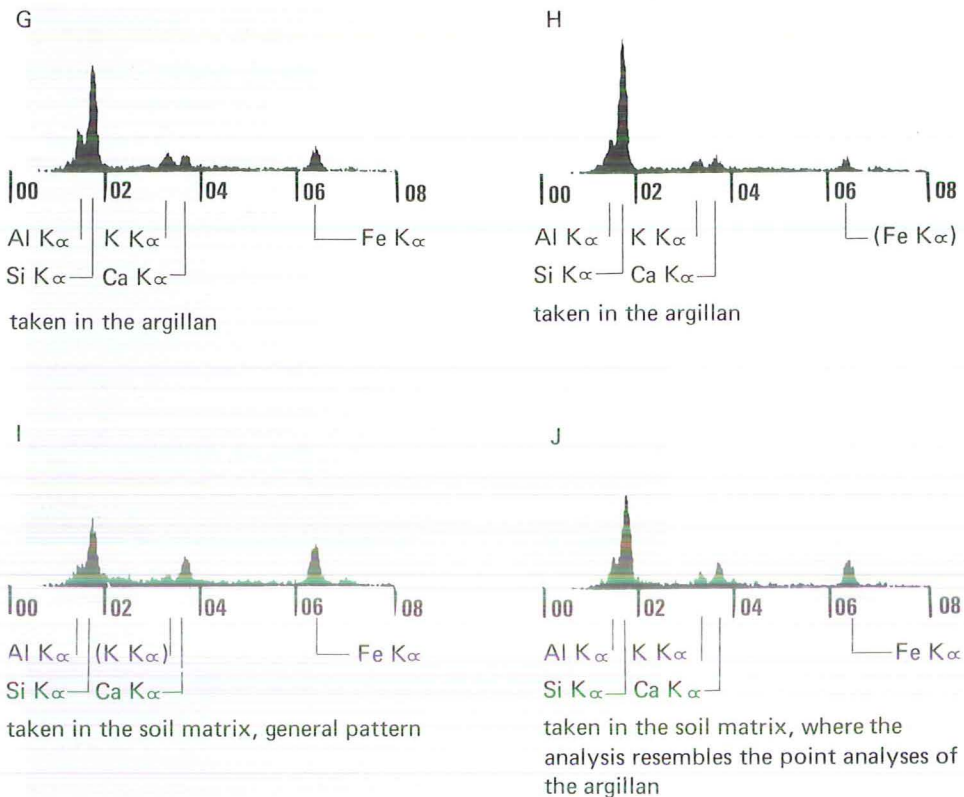 G
00 02 04 06 08
Al Kα K Kα Fe Kα
Si Kα Ca Kα
taken in the argillan
H
00 02 04 06 08
Al Kα K Kα (Fe Kα)
Si Kα Ca Kα
taken in the argillan
I
00 02 04 06 08
Al Kα (K Kα) Fe Kα
Si Kα Ca Kα
taken in the soil matrix, general pattern
J
00 02 04 06 08
Al Kα K Kα Fe Kα
Si Kα Ca Kα
taken in the soil matrix, where the
analysis resembles the point analyses of
the argillan